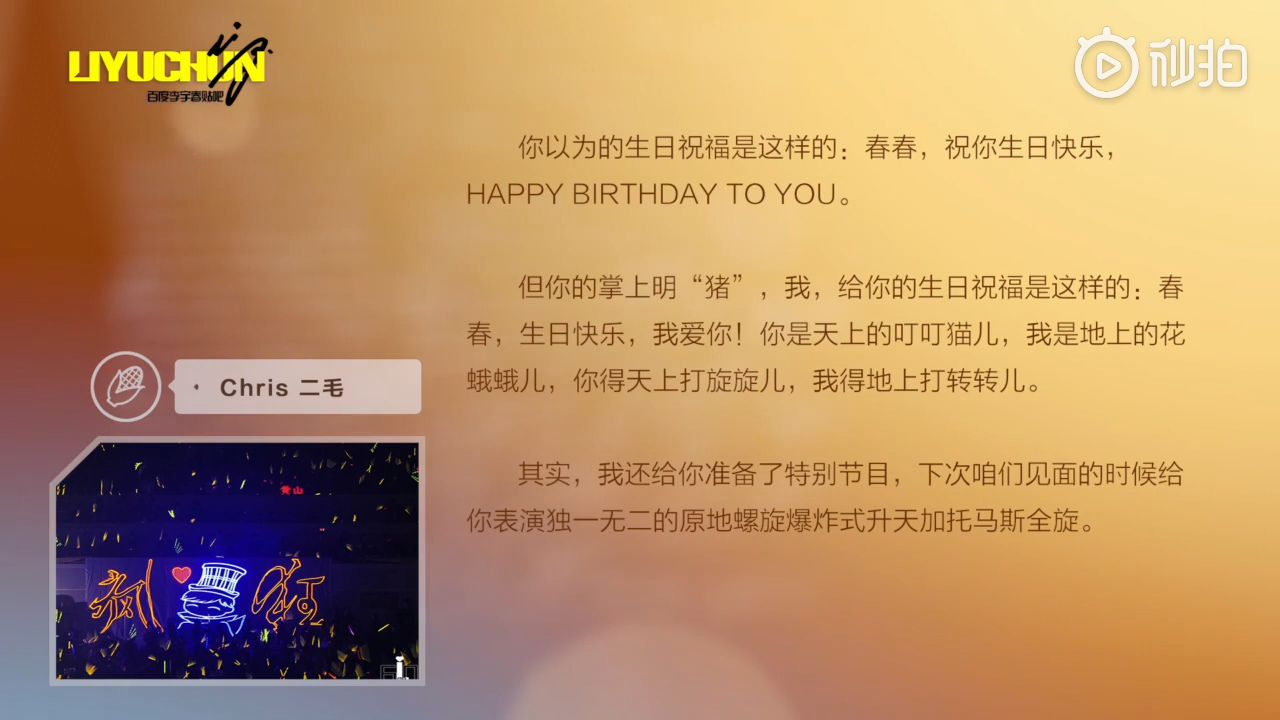 LIYUCHUN
百度李宇春贴吧
秒拍
你以为的生日祝福是这样的：春春，祝你生日快乐，
HAPPY BIRTHDAY TO YOU。
但你的掌上明“猪”，我，给你的生日祝福是这样的：春
春，生日快乐，我爱你！你是天上的叮叮猫儿，我是地上的花
蛾蛾儿，你得天上打旋旋儿，我得地上打转转儿。
其实，我还给你准备了特别节目，下次咱们见面的时候给
你表演独一无二的原地螺旋爆炸式升天加托马斯全旋。
Chris 二毛
黄山
疯 狂